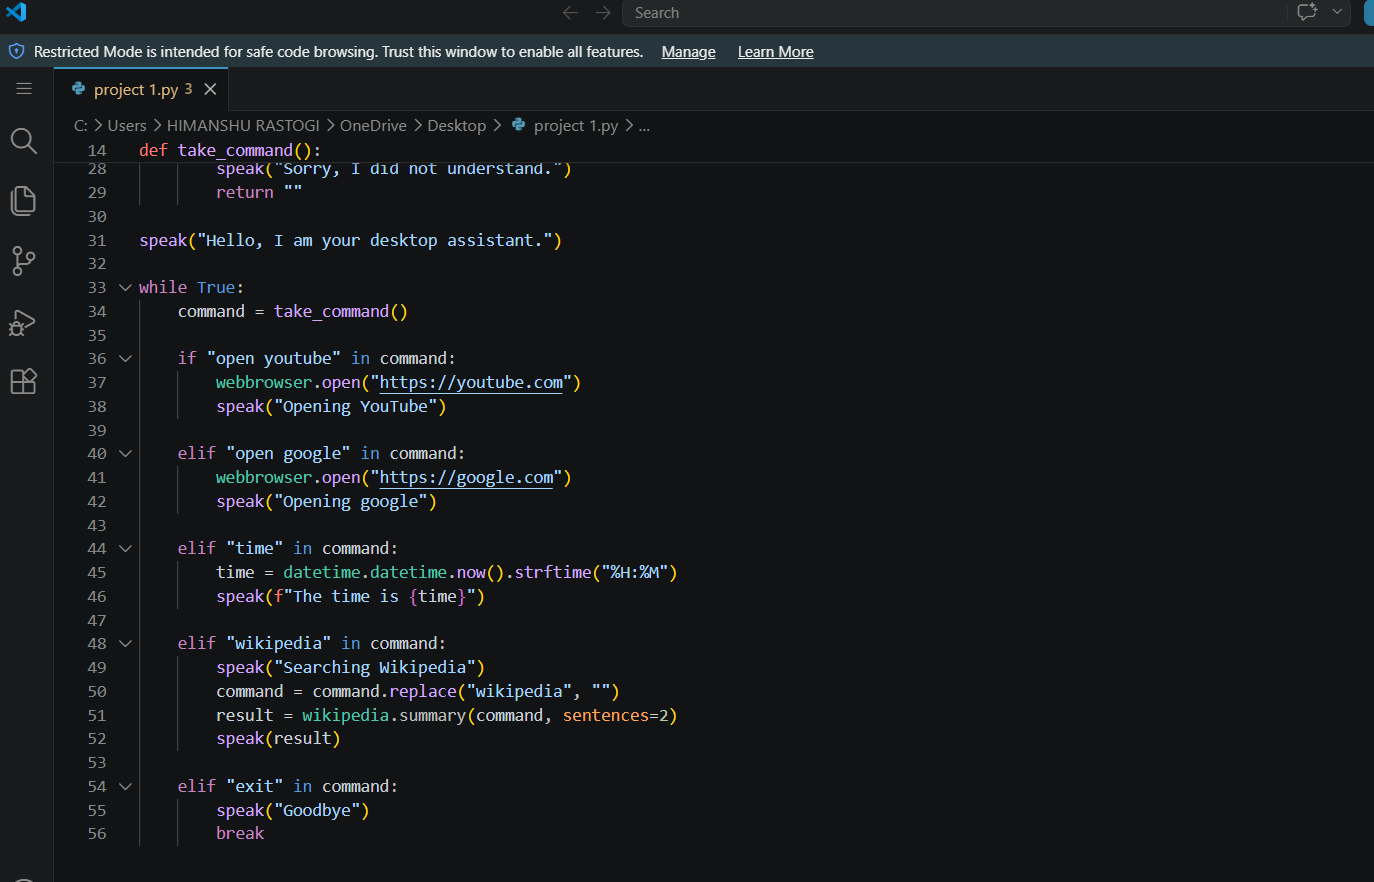 Search
Restricted Mode is intended for safe code browsing. Trust this window to enable all features. Manage Learn More
project 1.py 3
C: > Users > HIMANSHU RASTOGI > OneDrive > Desktop > project 1.py > ...
14 def take_command():
28 speak("Sorry, I did not understand.")
29 return ""
30
31 speak("Hello, I am your desktop assistant.")
32
33 while True:
34 command = take_command()
35
36 if "open youtube" in command:
37 webbrowser.open("https://youtube.com")
38 speak("Opening YouTube")
39
40 elif "open google" in command:
41 webbrowser.open("https://google.com")
42 speak("Opening google")
43
44 elif "time" in command:
45 time = datetime.datetime.now().strftime("%H:%M")
46 speak(f"The time is {time}")
47
48 elif "wikipedia" in command:
49 speak("Searching Wikipedia")
50 command = command.replace("wikipedia", "")
51 result = wikipedia.summary(command, sentences=2)
52 speak(result)
53
54 elif "exit" in command:
55 speak("Goodbye")
56 break